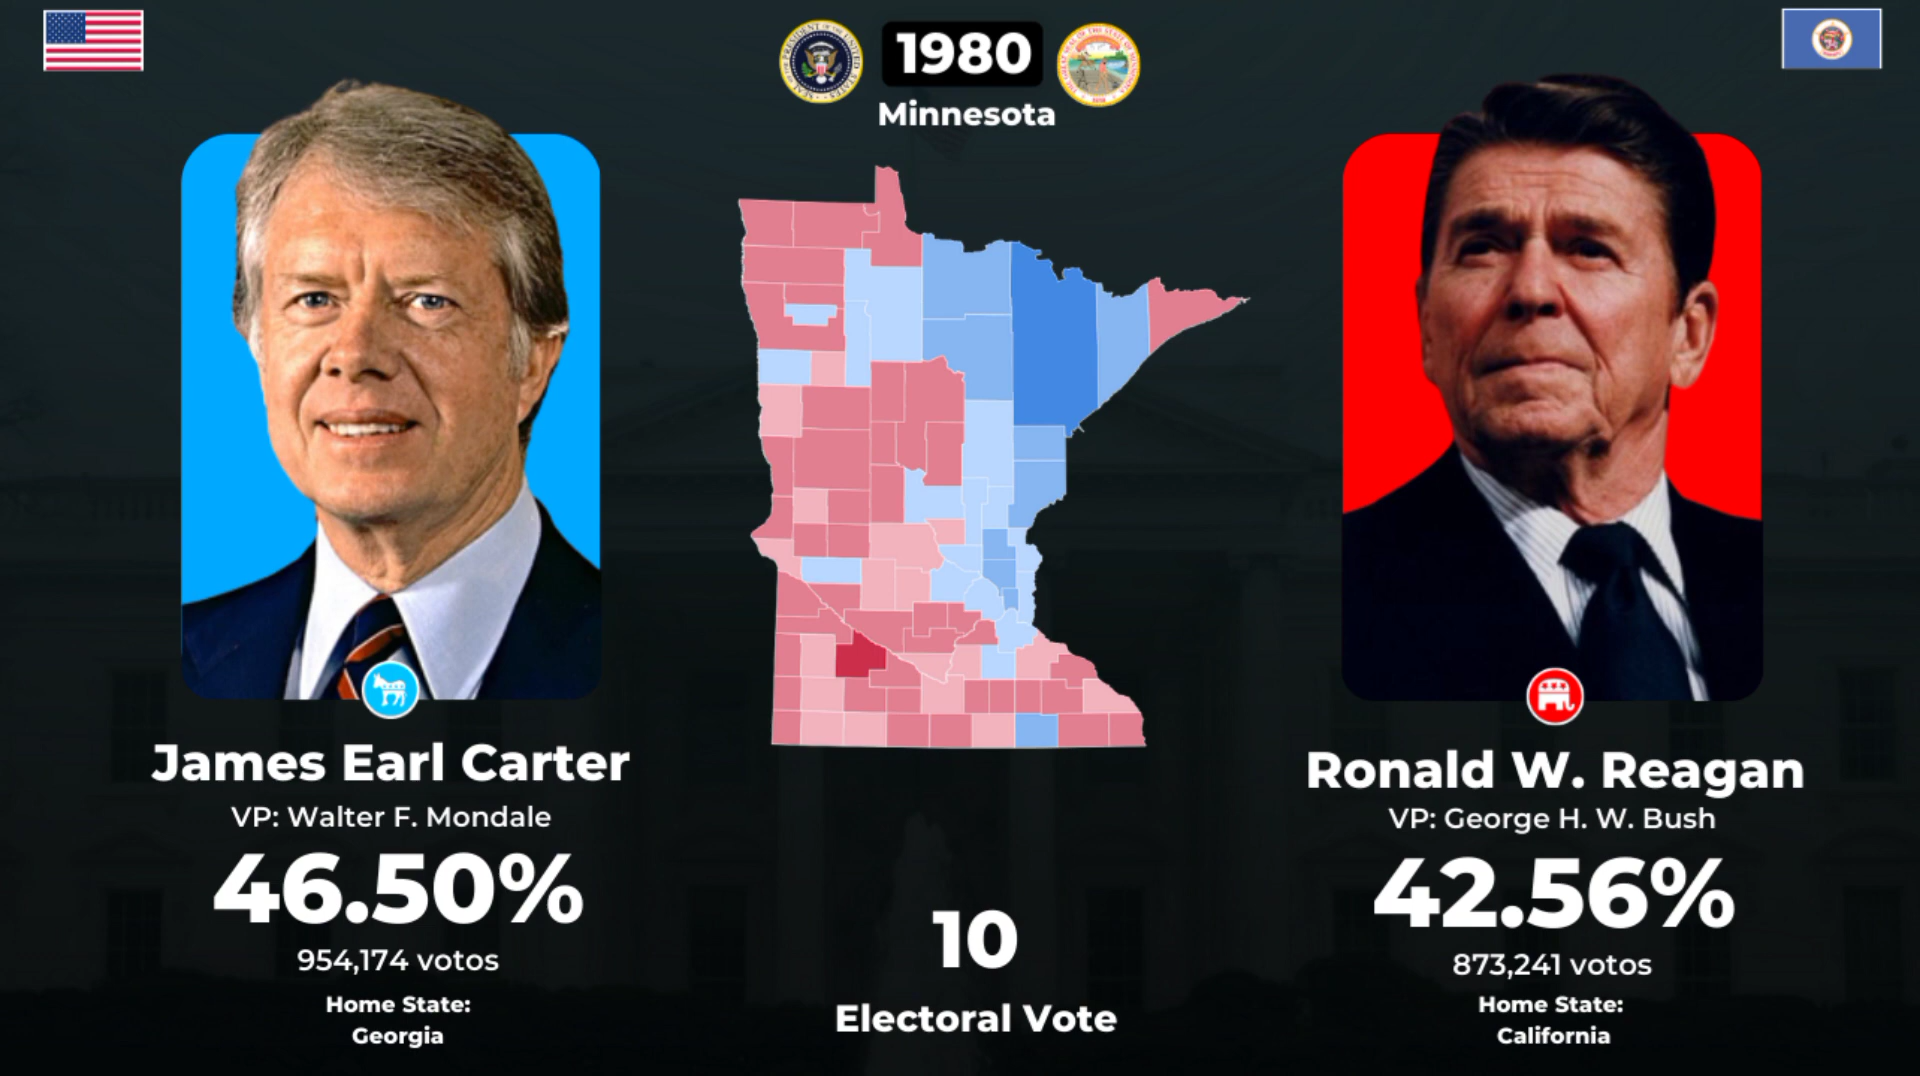 1980
Minnesota
James Earl Carter
VP: Walter F. Mondale
46.50%
954,174 votos
Home State:
Georgia
10
Electoral Vote
Ronald W. Reagan
VP: George H. W. Bush
42.56%
873,241 votos
Home State:
California